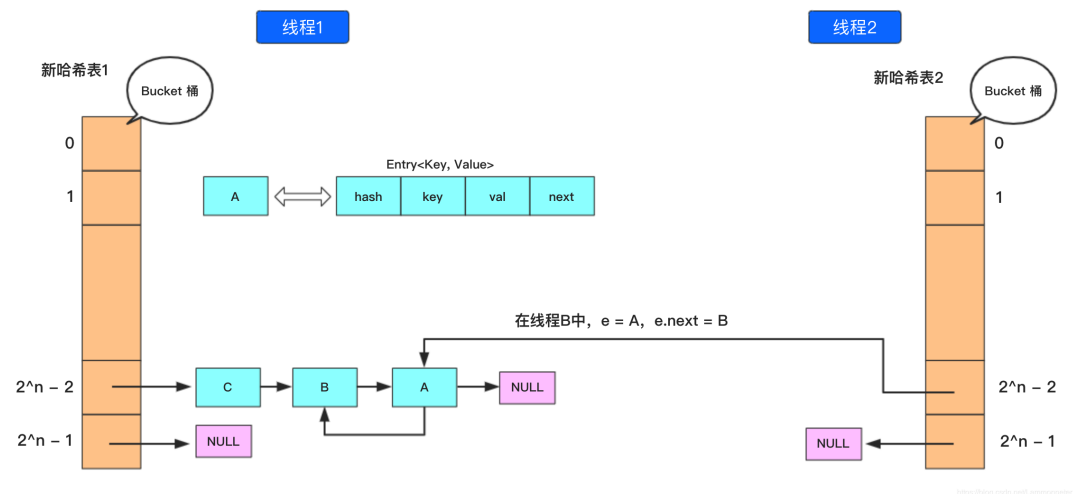 线程1
线程2
新哈希表1
Bucket 桶
新哈希表2
Bucket 桶
0
0
Entry<Key, Value>
1
A
hash
key
val
next
1
在线程B中，e = A，e.next = B
2^n - 2
C
B
A
NULL
2^n - 2
2^n - 1
NULL
NULL
2^n - 1